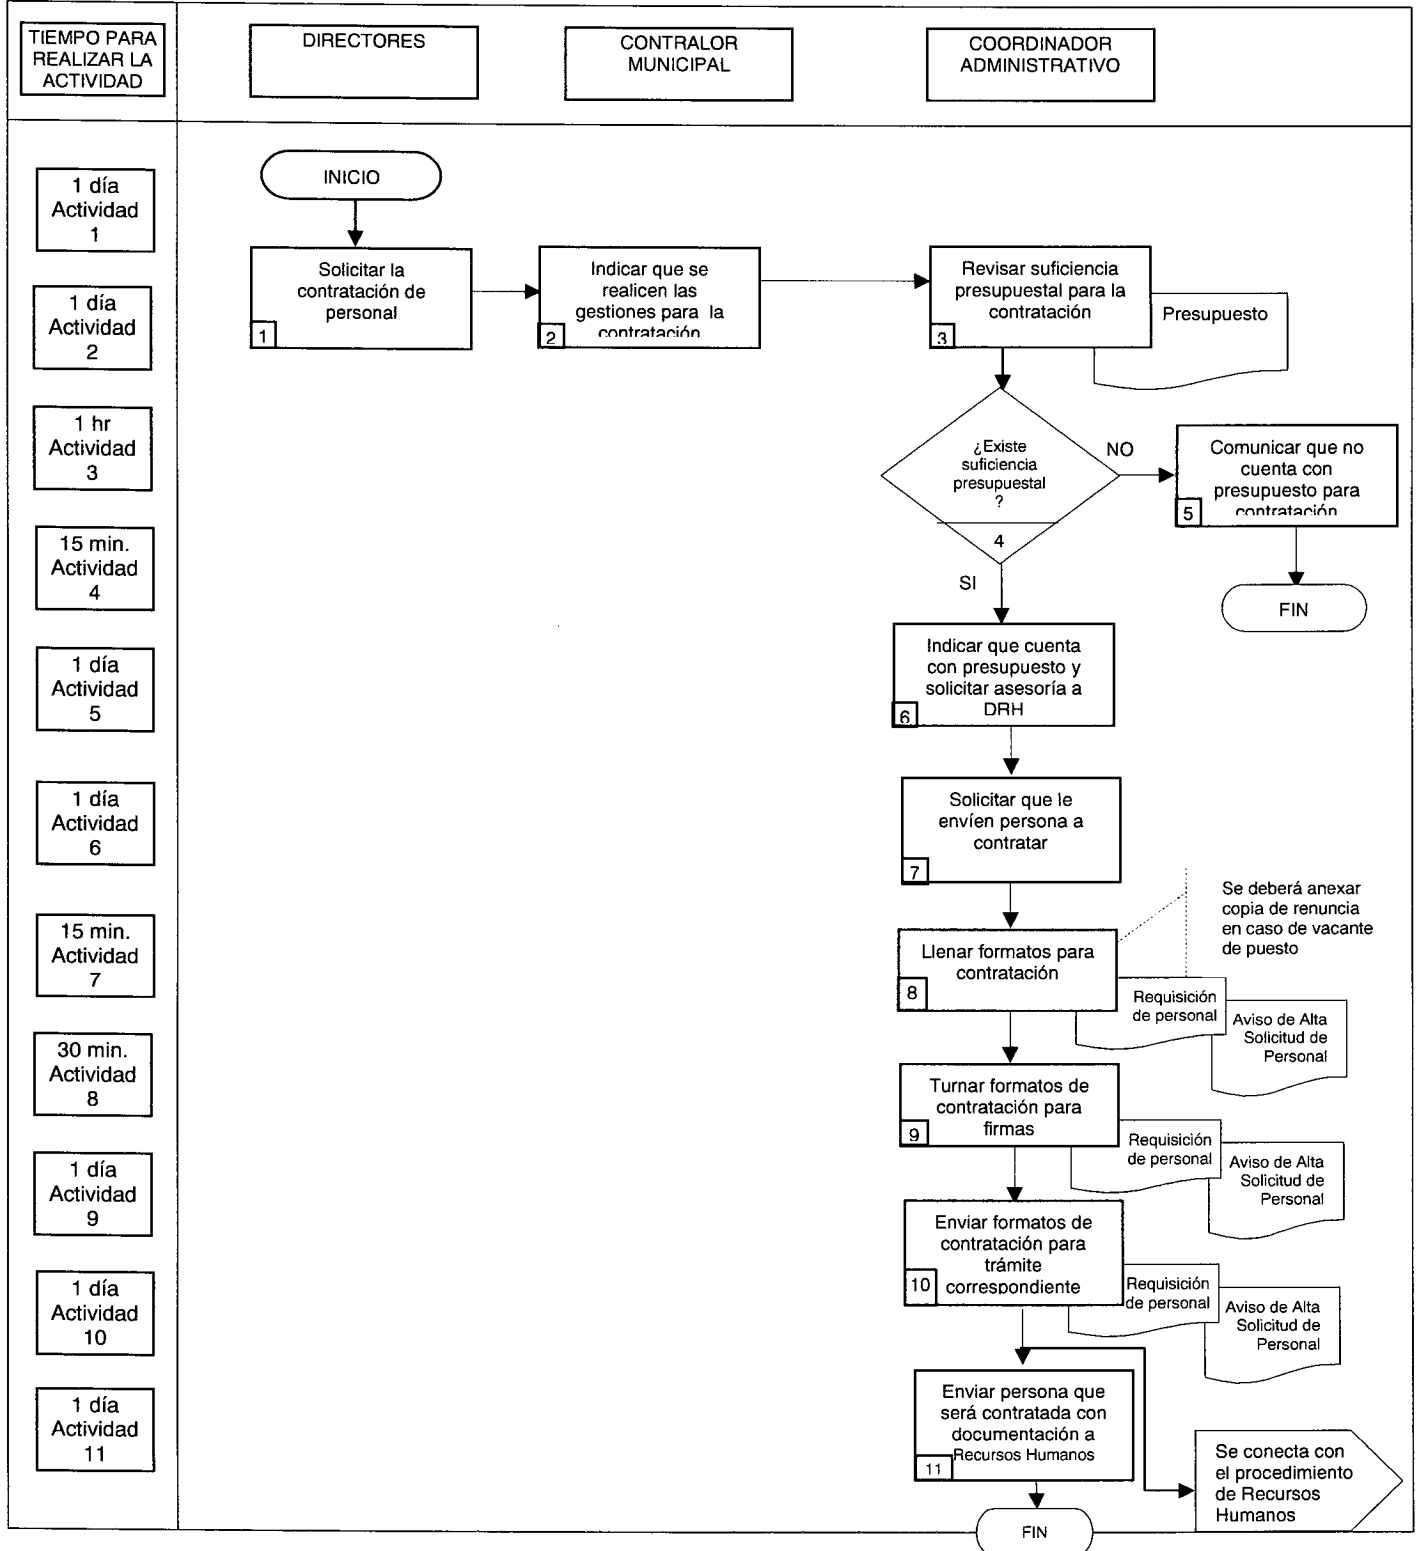 TIEMPO PARA
REALIZAR LA
ACTIVIDAD
DIRECTORES
CONTRALOR
MUNICIPAL
COORDINADOR
ADMINISTRATIVO
1 día
Actividad
1
1 día
Actividad
2
1 hr
Actividad
3
15 min.
Actividad
4
1 día
Actividad
5
1 día
Actividad
6
15 min.
Actividad
7
30 min.
Actividad
8
1 día
Actividad
9
1 día
Actividad
10
1 día
Actividad
11
INICIO
Solicitar la
contratación de
personal
1
Indicar que se
realicen las
gestiones para la
contratación
2
Revisar suficiencia
presupuestal para la
contratación
3
Presupuesto
¿Existe
suficiencia
presupuestal
?
4
NO
Comunicar que no
cuenta con
presupuesto para
contratación
5
FIN
SI
Indicar que cuenta
con presupuesto y
solicitar asesoría a
DRH
6
Solicitar que le
envíen persona a
contratar
7
Se deberá anexar
copia de renuncia
en caso de vacante
de puesto
Llenar formatos para
contratación
8
Requisición
de personal
Aviso de Alta
Solicitud de
Personal
Turnar formatos de
contratación para
firmas
9
Requisición
de personal
Aviso de Alta
Solicitud de
Personal
Enviar formatos de
contratación para
trámite
correspondiente
10
Requisición
de personal
Aviso de Alta
Solicitud de
Personal
Enviar persona que
será contratada con
documentación a
Recursos Humanos
11
Se conecta con
el procedimiento
de Recursos
Humanos
FIN